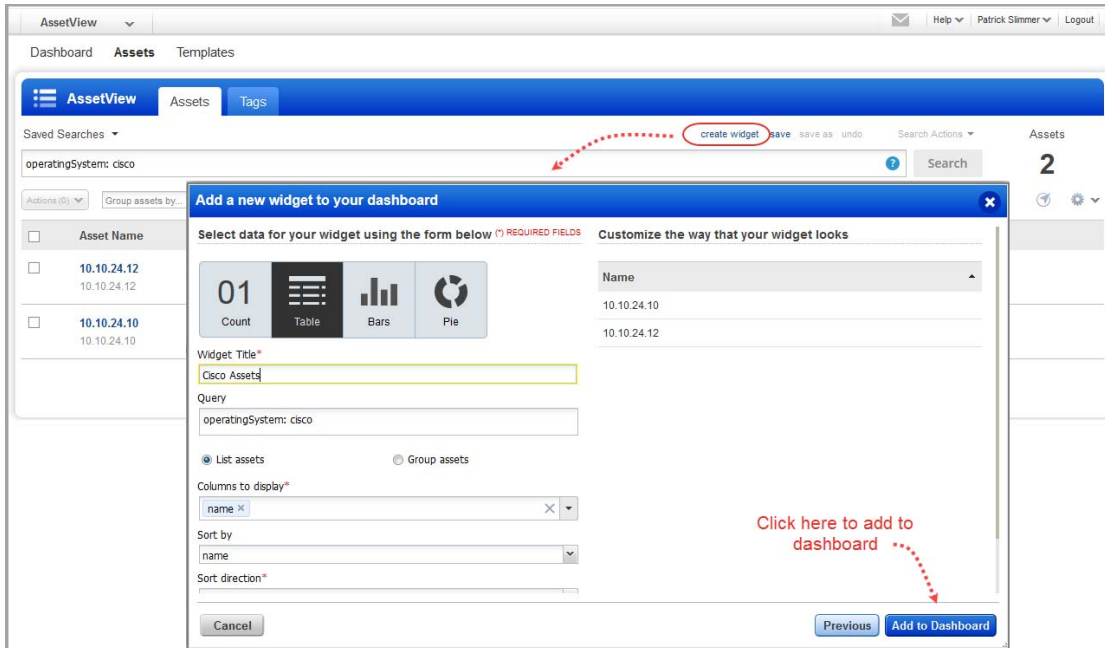 AssetView
Help Patrick Slimmer Logout
Dashboard Assets Templates
AssetView Assets Tags
Saved Searches create widget save save as undo Search Actions Assets
operatingSystem: cisco ? Search 2
Actions (0) Group assets by...
Add a new widget to your dashboard
Select data for your widget using the form below (*) REQUIRED FIELDS
Customize the way that your widget looks
Asset Name
10.10.24.12
10.10.24.12
10.10.24.10
10.10.24.10
01
Count Table Bars Pie
Widget Title*
Cisco Assets
Query
operatingSystem: cisco
List assets Group assets
Columns to display*
name ×
Sort by
name
Sort direction*
Name
10.10.24.10
10.10.24.12
Click here to add to
dashboard
Cancel Previous Add to Dashboard